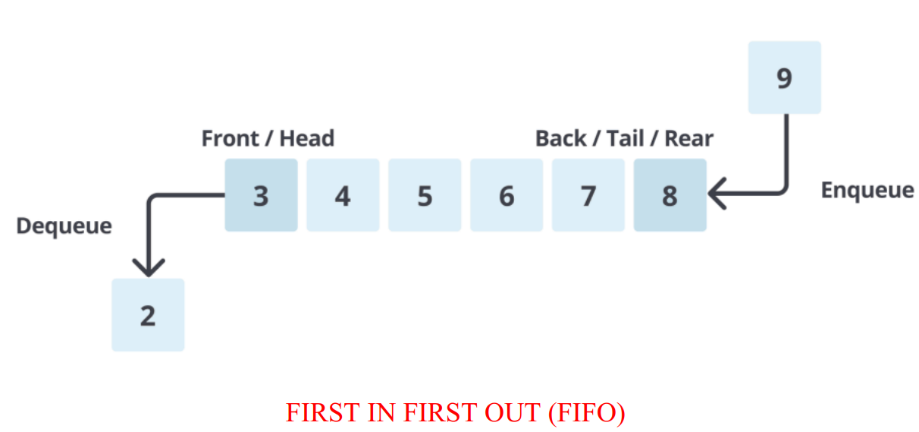 9
Front / Head
Back / Tail / Rear
3 4 5 6 7 8
Enqueue
Dequeue
2
FIRST IN FIRST OUT (FIFO)